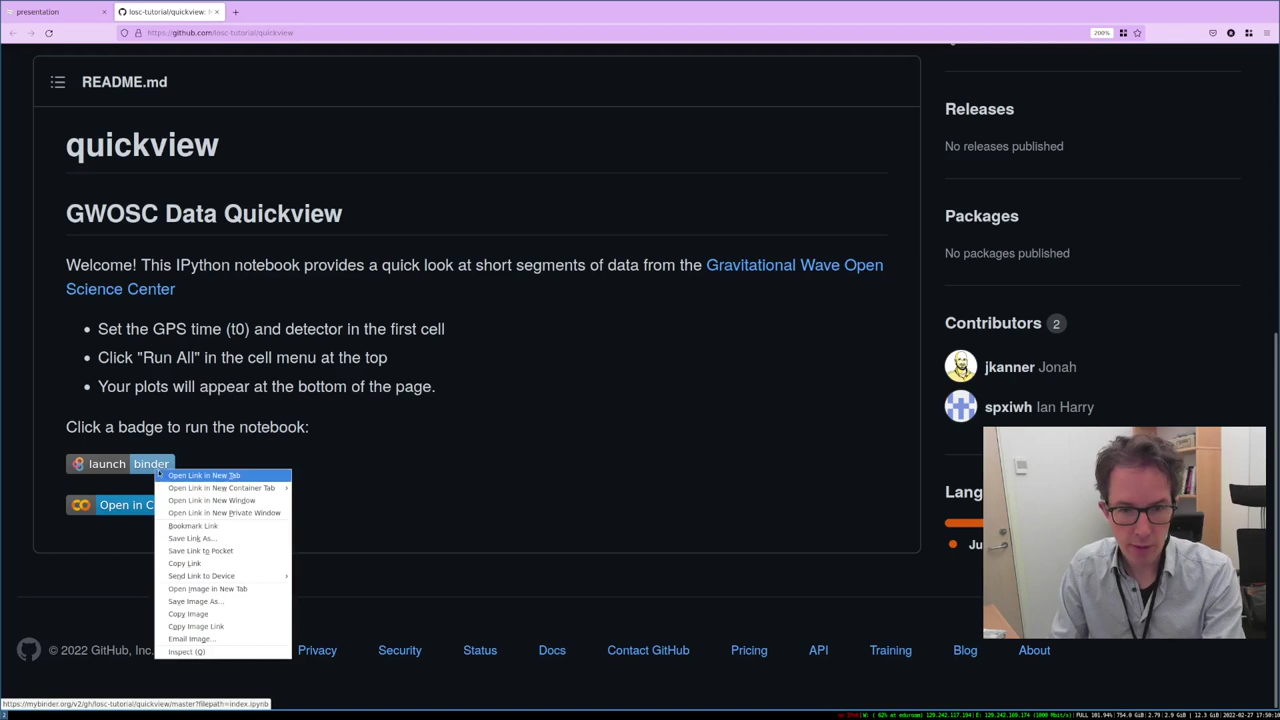 presentation
losc-tutorial/quickview:
https://github.com/losc-tutorial/quickview
200%
README.md
quickview
GWOSC Data Quickview
Welcome! This IPython notebook provides a quick look at short segments of data from the Gravitational Wave Open
Science Center
Set the GPS time (t0) and detector in the first cell
Click "Run All" in the cell menu at the top
Your plots will appear at the bottom of the page.
Click a badge to run the notebook:
launch binder
Open in C
Open Link in New Tab
Open Link in New Container Tab
Open Link in New Window
Open Link in New Private Window
Bookmark Link
Save Link As...
Save Link to Pocket
Copy Link
Send Link to Device
Open Image in New Tab
Save Image As...
Copy Image
Copy Image Link
Email Image...
Inspect (Q)
Releases
No releases published
Packages
No packages published
Contributors 2
jkanner Jonah
spxiwh Ian Harry
Lang
Ju
© 2022 GitHub, Inc.
Privacy
Security
Status
Docs
Contact GitHub
Pricing
API
Training
Blog
About
https://mybinder.org/v2/gh/losc-tutorial/quickview/master?filepath=index.ipynb
2